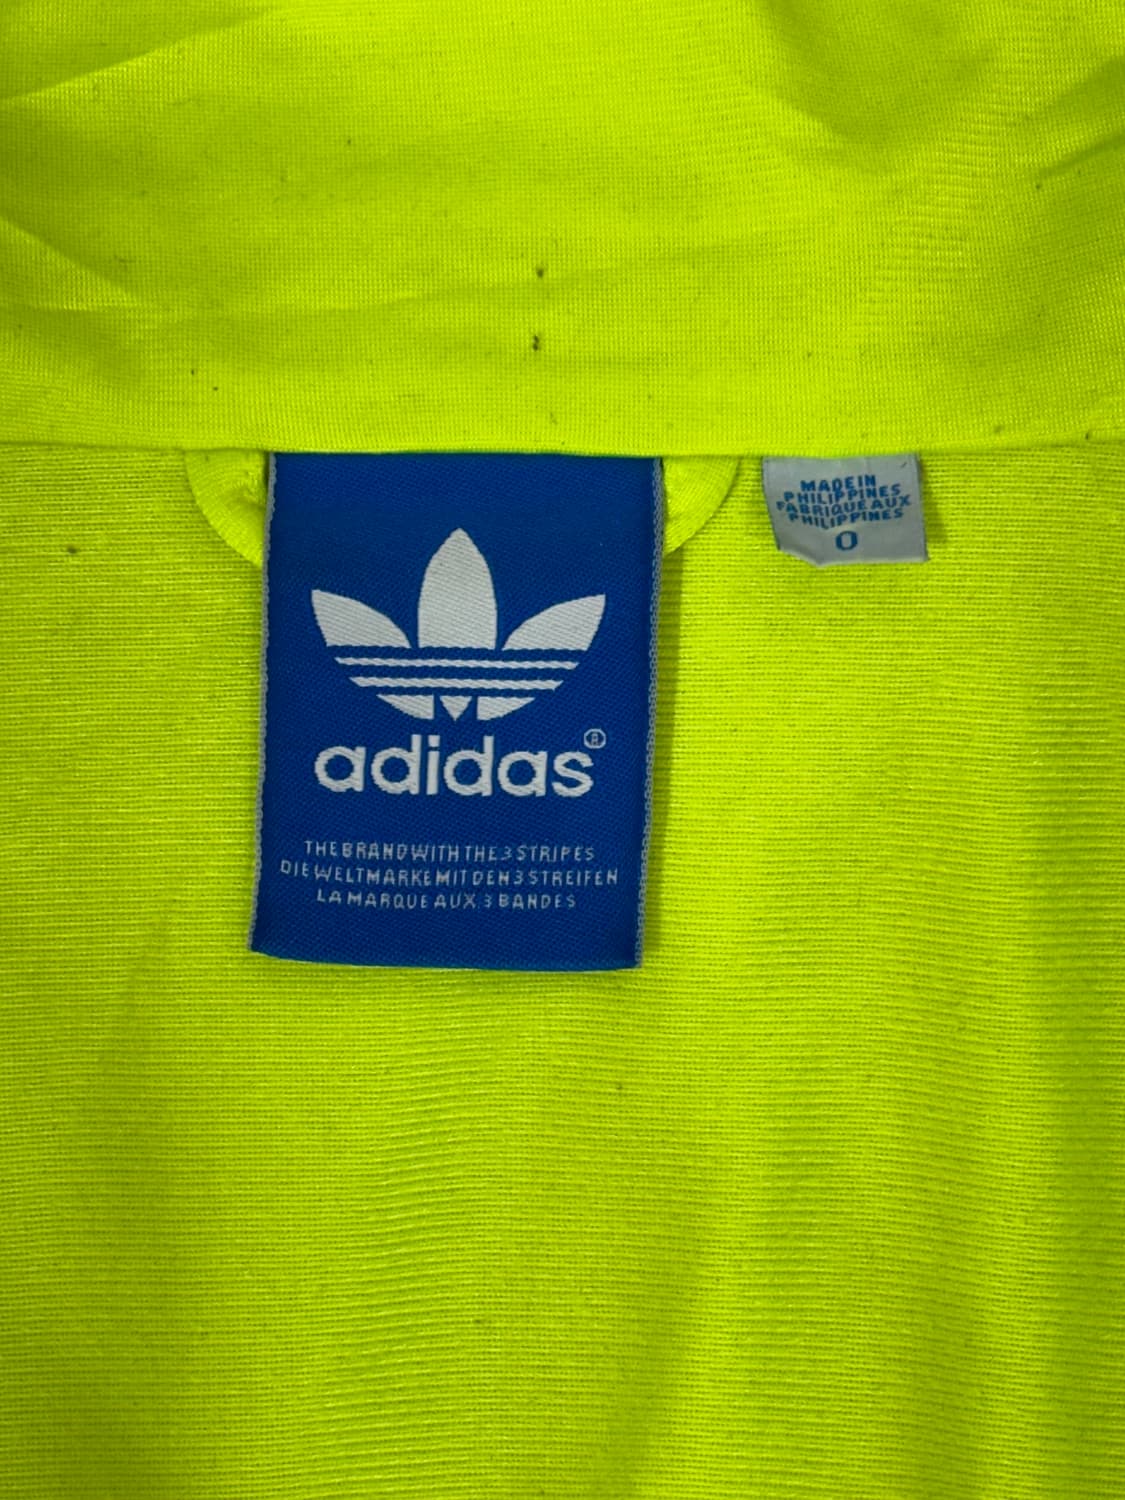 adidas®
THE BRAND WITH THE 3 STRIPES
DIE WELTMARKE MIT DEN 3 STREIFEN
LA MARQUE AUX 3 BANDES
MADE IN
PHILIPPINES
FABRIQUE AUX
PHILIPPINES
O